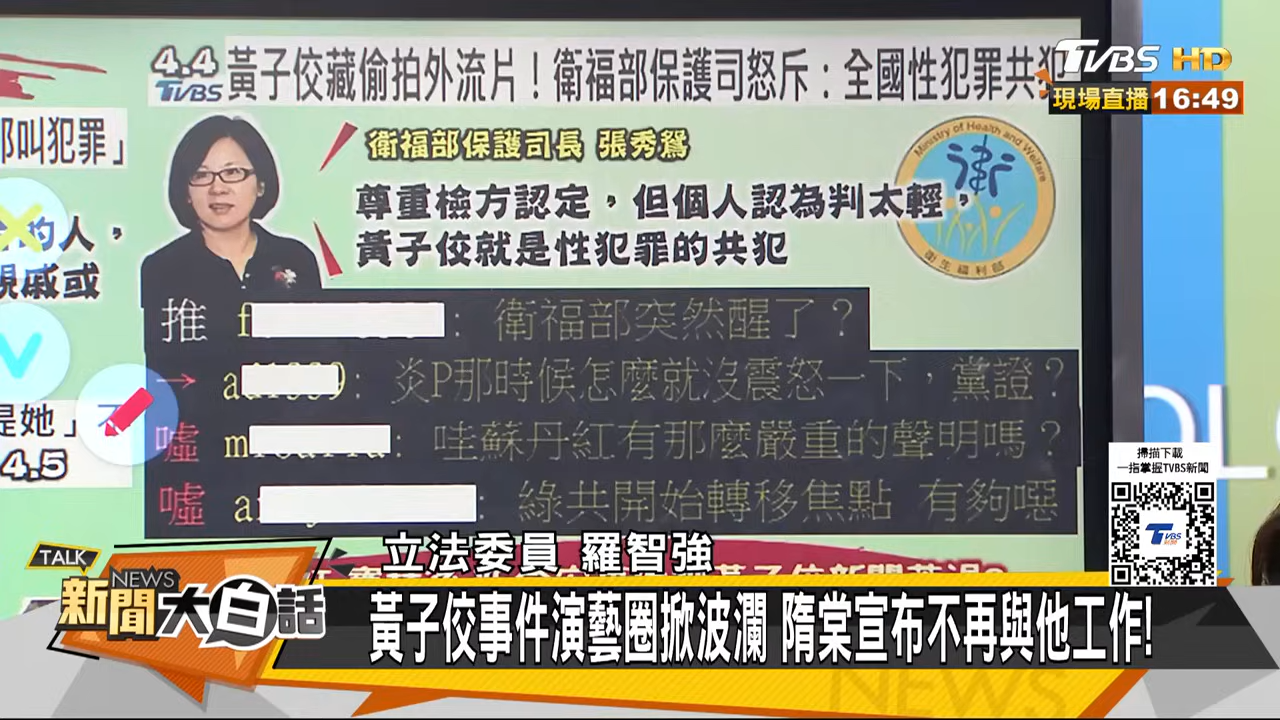 4.4
TVBS
黃子佼藏偷拍外流片！衛福部保護司怒斥：全國性犯罪共犯
TVBS HD
現場直播 16:49
那叫犯罪」
衛福部保護司長 張秀鴛
Ministry of Health and Welfare
衛
衛生福利部
尊重檢方認定，但個人認為判太輕，
黃子佼就是性犯罪的共犯
的人，
親戚或
推 f : 衛福部突然醒了？
→ a : 炎P那時候怎麼就沒震怒一下，黨證？
噓 m : 哇蘇丹紅有那麼嚴重的聲明嗎？
噓 a : 綠共開始轉移焦點 有夠噁
是她」不
4.5
掃描下載
一指掌握TVBS新聞
TVBS
TALK
NEWS
新聞大白話
立法委員 羅智強
黃子佼事件演藝圈掀波瀾 隋棠宣布不再與他工作!
NEWS